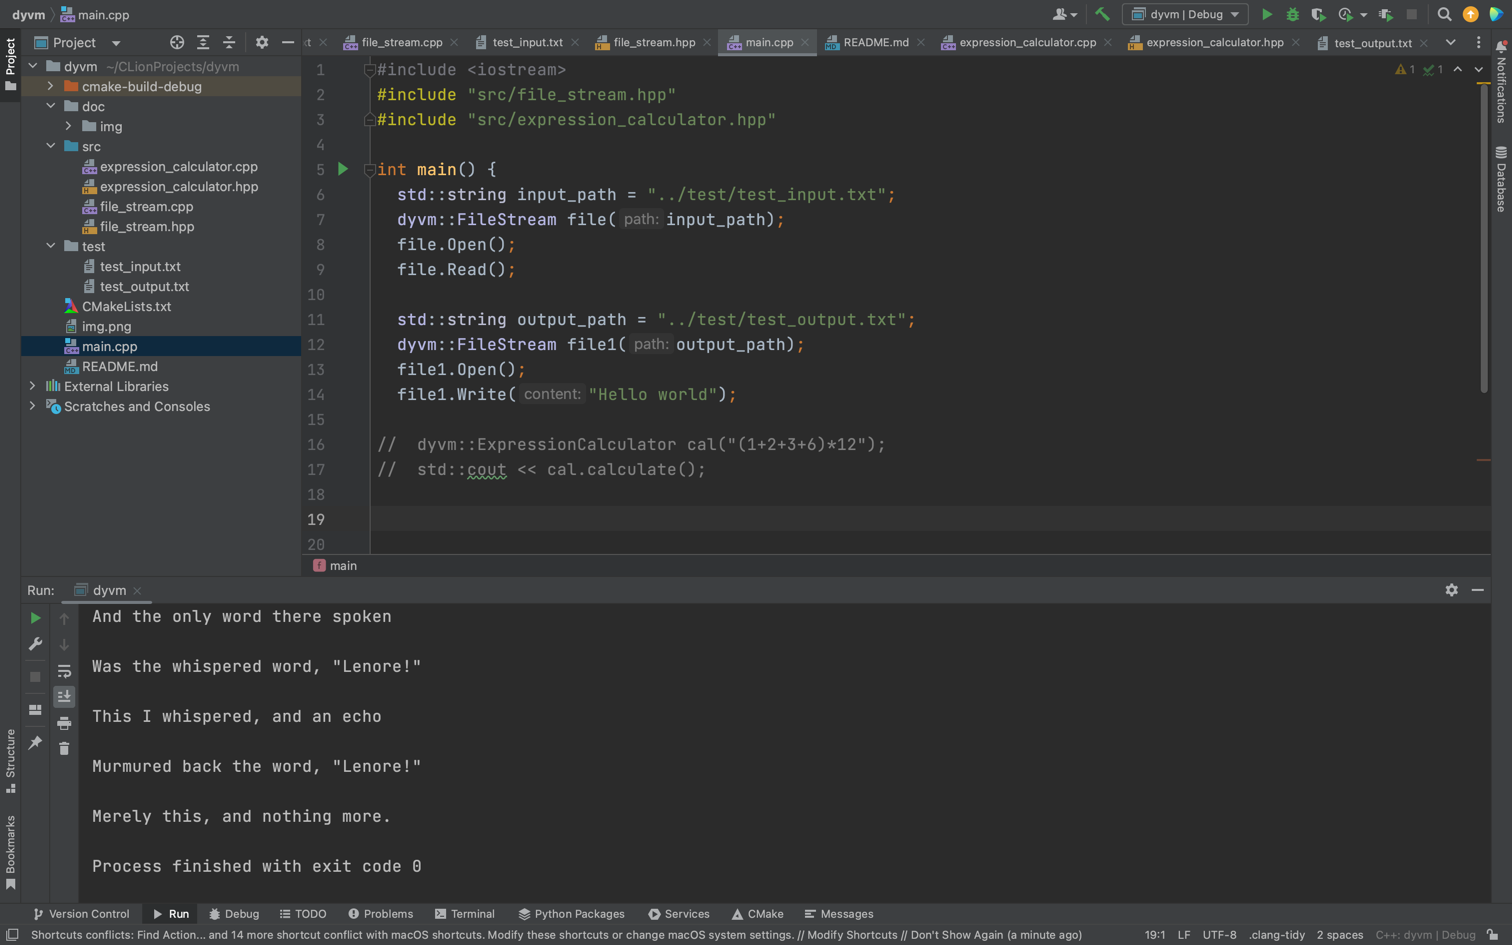 dyvm main.cpp
dyvm | Debug
Project
Project
xt file_stream.cpp test_input.txt file_stream.hpp main.cpp README.md expression_calculator.cpp expression_calculator.hpp test_output.txt
Notifications
Database
dyvm ~/CLionProjects/dyvm
cmake-build-debug
doc
img
src
expression_calculator.cpp
expression_calculator.hpp
file_stream.cpp
file_stream.hpp
test
test_input.txt
test_output.txt
CMakeLists.txt
img.png
main.cpp
README.md
External Libraries
Scratches and Consoles
1 #include <iostream>
1 1
2 #include "src/file_stream.hpp"
3 #include "src/expression_calculator.hpp"
4
5 int main() {
6 std::string input_path = "../test/test_input.txt";
7 dyvm::FileStream file( path: input_path);
8 file.Open();
9 file.Read();
10
11 std::string output_path = "../test/test_output.txt";
12 dyvm::FileStream file1( path: output_path);
13 file1.Open();
14 file1.Write( content: "Hello world");
15
16 // dyvm::ExpressionCalculator cal("(1+2+3+6)*12");
17 // std::cout << cal.calculate();
18
19
20
f main
Run: dyvm
And the only word there spoken
Was the whispered word, "Lenore!"
This I whispered, and an echo
Murmured back the word, "Lenore!"
Merely this, and nothing more.
Process finished with exit code 0
Structure
Bookmarks
Version Control Run Debug TODO Problems Terminal Python Packages Services CMake Messages
Shortcuts conflicts: Find Action... and 14 more shortcut conflict with macOS shortcuts. Modify these shortcuts or change macOS system settings. // Modify Shortcuts // Don't Show Again (a minute ago) 19:1 LF UTF-8 .clang-tidy 2 spaces C++: dyvm | Debug